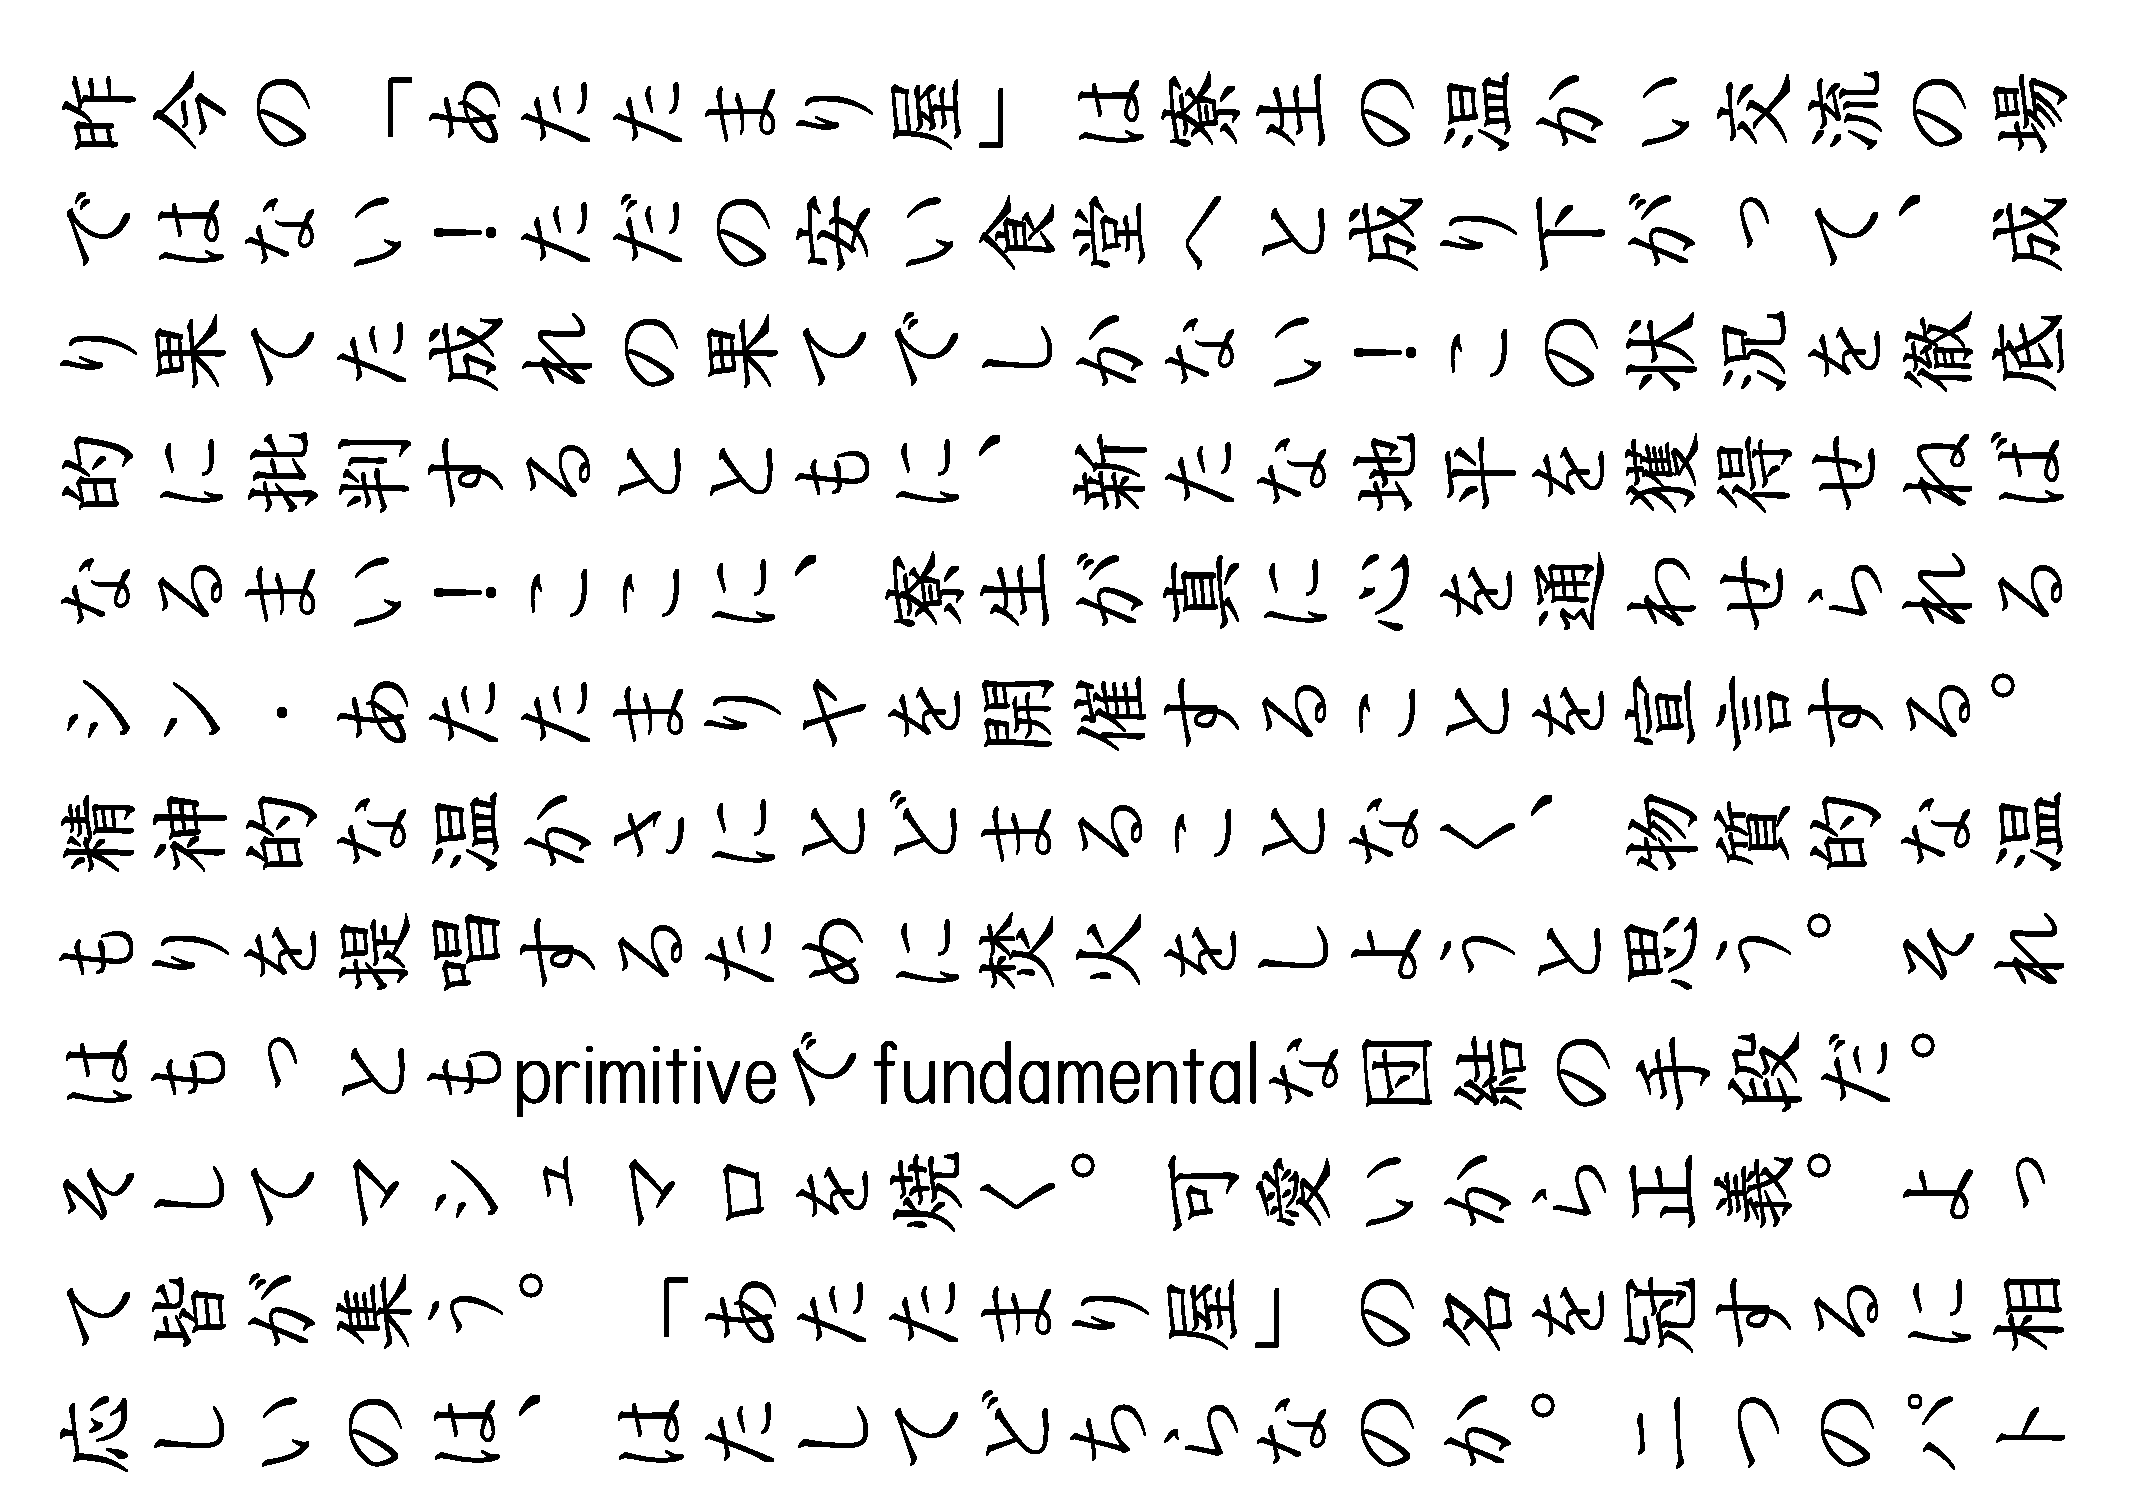 昨今の「あたたまり屋」は寮生の温かい交流の場
ではない!ただの安い食堂へと成り下がって、成
り果てた成れの果てでしかない!この状況を徹底
的に批判するとともに、新たな地平を獲得せねば
なるまい!ここに、寮生が真に心を通わせられる
シン・あたたまりヤを開催することを宣言する。
精神的な温かさにとどまることなく、物質的な温
もりを提唱するために焚火をしようと思う。それ
はもっともprimitiveでfundamentalな団結の手段だ。
そしてマシュマロを焼く。可愛いから正義。よっ
て皆が集う。「あたたまり屋」の名を冠するに相
応しいのは、はたしてどちらなのか。二つのパト